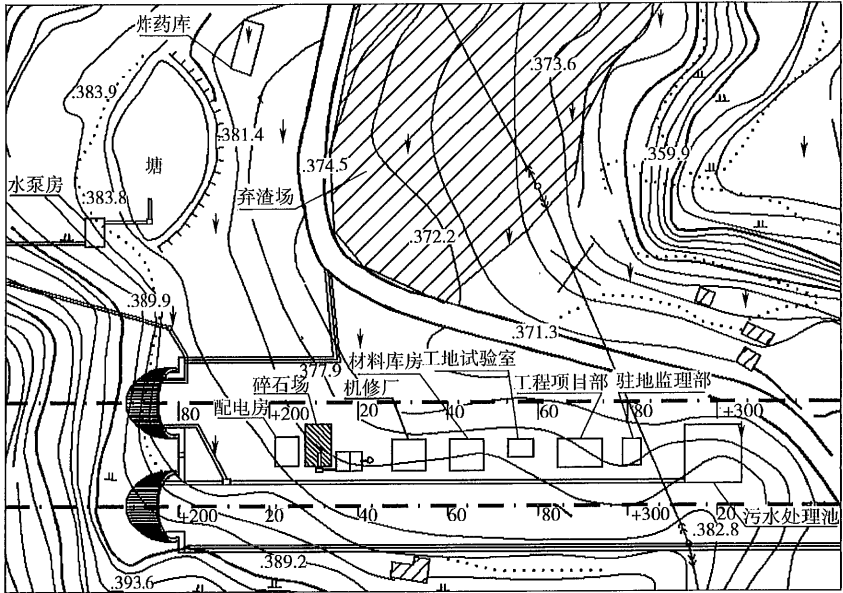 炸药库
.373.6
.383.9
.381.4
.359.9
.374.5
塘
水泵房
.383.8
弃渣场
.372.2
.389.9
.371.3
.377.9
材料库房
工地试验室
碎石场
机修厂
工程项目部
驻地监理部
配电房
80
+200
20
40
60
80
+300
+200
20
40
60
80
+300
20
污水处理池
.382.8
.389.2
.393.6